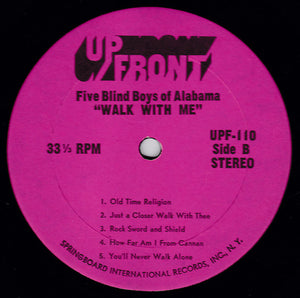 UP FRONT
Five Blind Boys of Alabama
"WALK WITH ME"
33⅓ RPM
UPF-110
Side B
STEREO
1. Old Time Religion
2. Just a Closer Walk With Thee
3. Rock Sword and Shield
4. How Far Am I From Cannan
5. You'll Never Walk Alone
SPRINGBOARD INTERNATIONAL RECORDS, INC., N. Y.